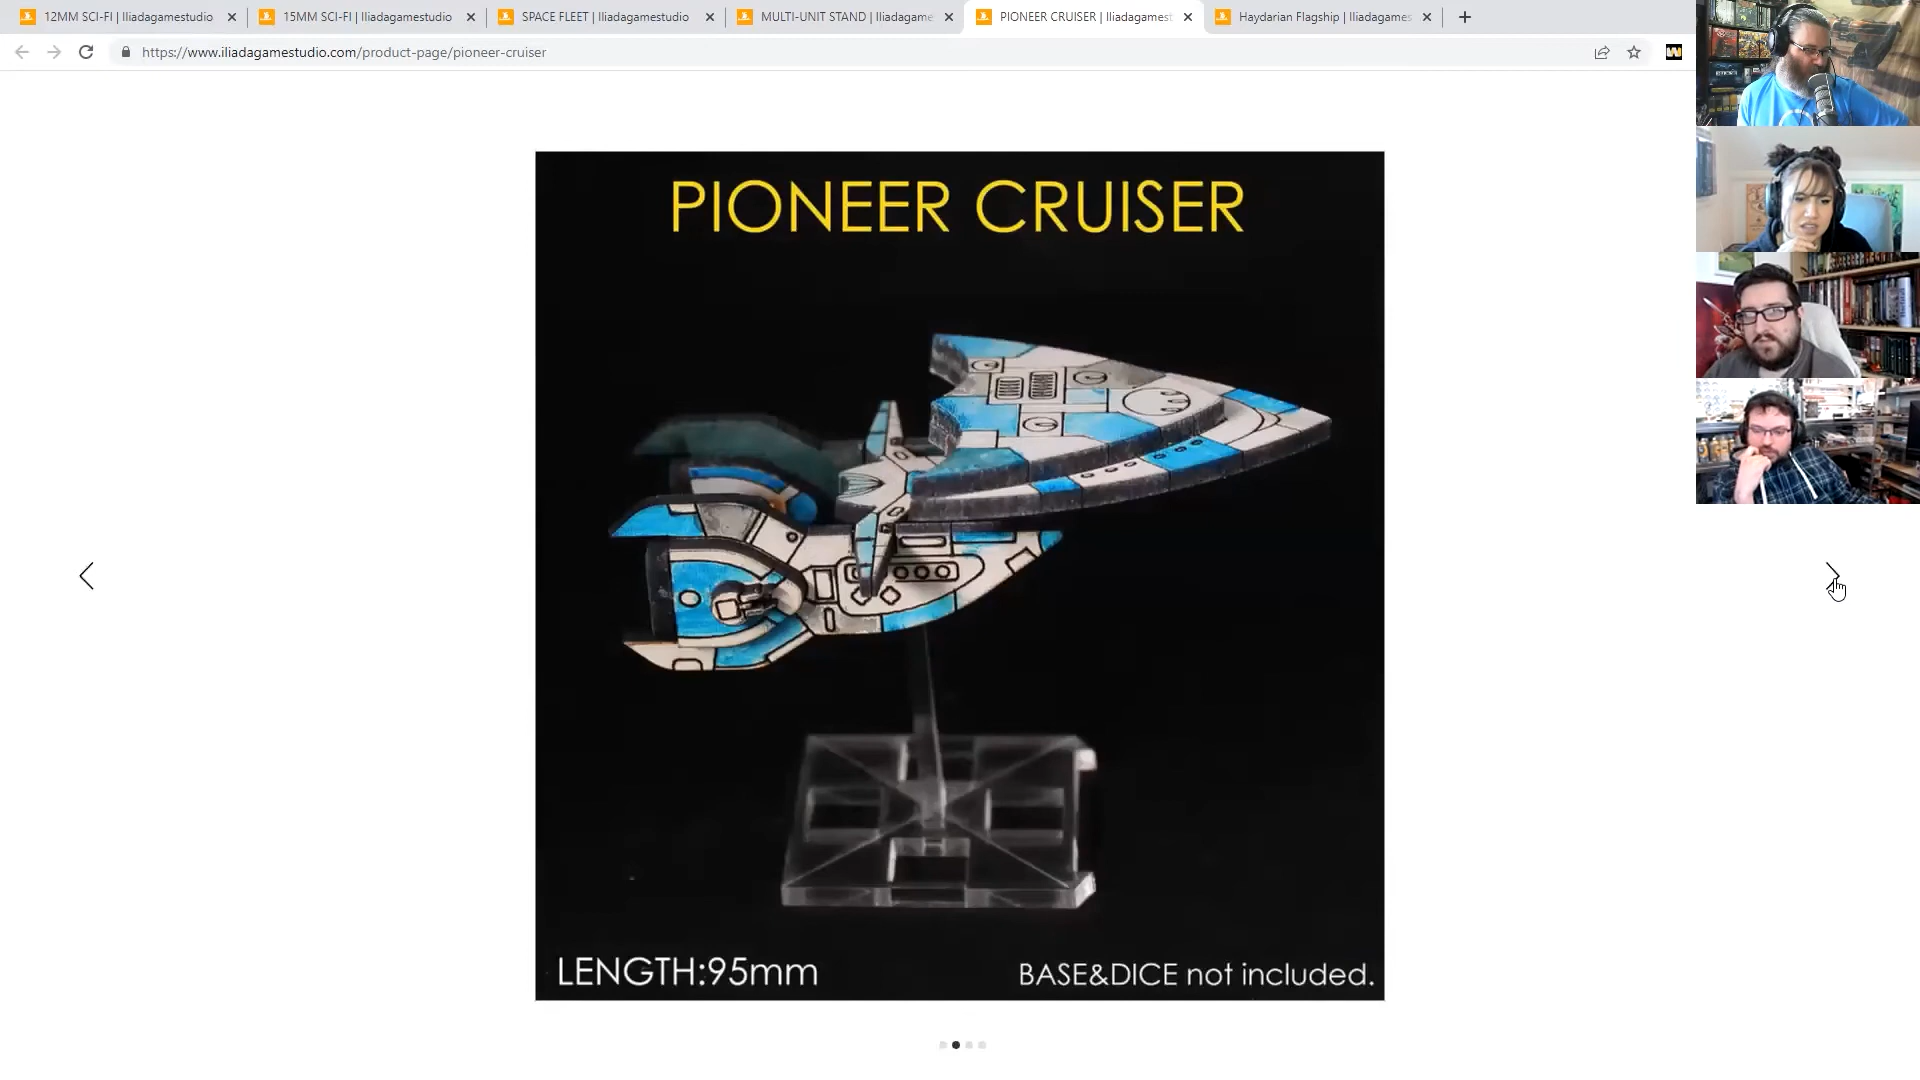 12MM SCI-FI | Iliadagamestudio
15MM SCI-FI | Iliadagamestudio
SPACE FLEET | Iliadagamestudio
MULTI-UNIT STAND | Iliadagame
PIONEER CRUISER | Iliadagamest
Haydarian Flagship | Iliadagames
https://www.iliadagamestudio.com/product-page/pioneer-cruiser
PIONEER CRUISER
LENGTH:95mm
BASE&DICE not included.